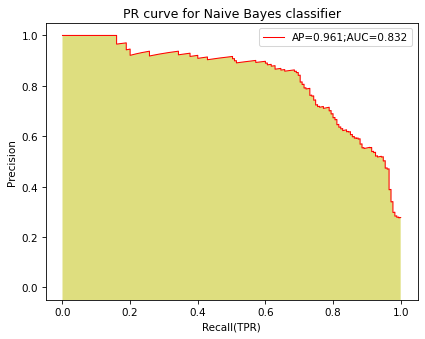 PR curve for Naive Bayes classifier
AP=0.961;AUC=0.832
Precision
1.0
0.8
0.6
0.4
0.2
0.0
0.0 0.2 0.4 0.6 0.8 1.0
Recall(TPR)